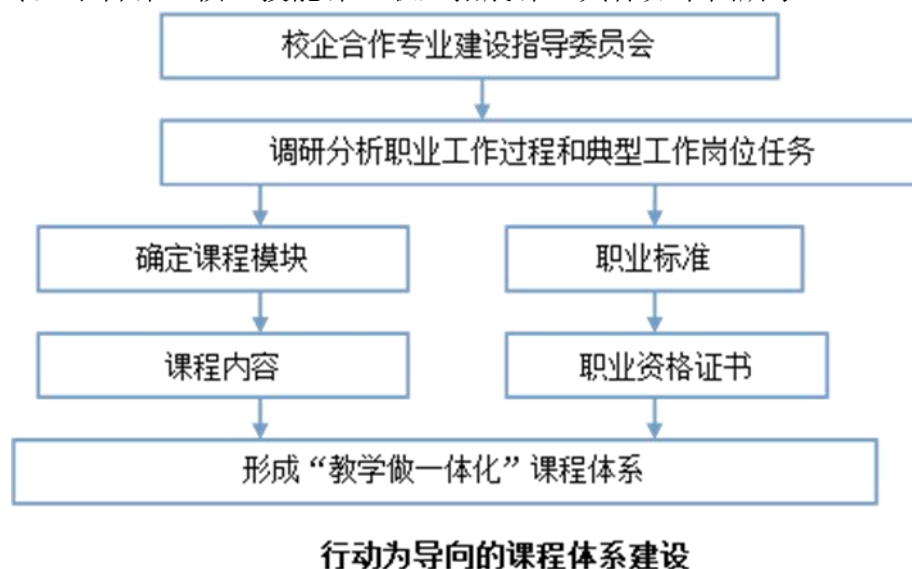 校企合作专业建设指导委员会
调研分析职业工作过程和典型工作岗位任务
确定课程模块
职业标准
课程内容
职业资格证书
形成“教学做一体化”课程体系
行动为导向的课程体系建设